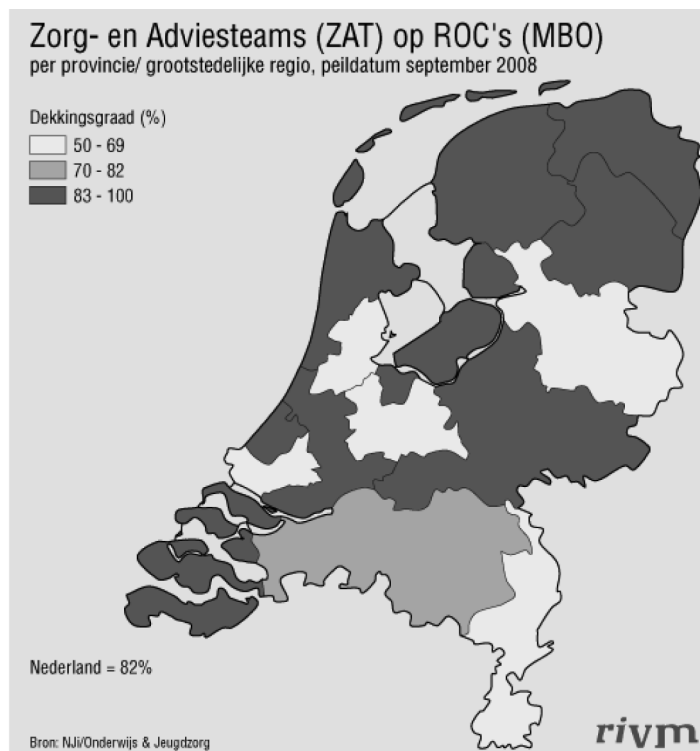 Zorg- en Adviesteams (ZAT) op ROC's (MBO)
per provincie/ grootstedelijke regio, peildatum september 2008
Dekkingsgraad (%)
50 - 69
70 - 82
83 - 100
Nederland = 82%
Bron: NJi/Onderwijs & Jeugdzorg
rivm